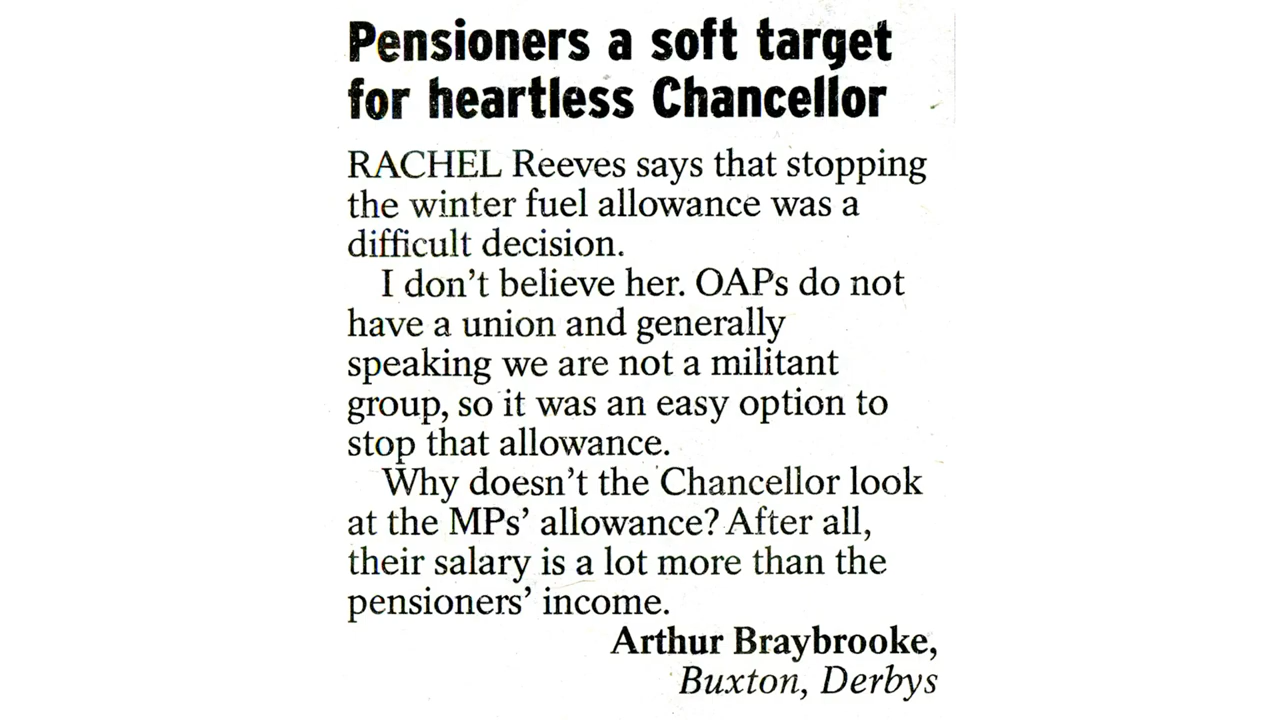 Pensioners a soft target
for heartless Chancellor
RACHEL Reeves says that stopping
the winter fuel allowance was a
difficult decision.
I don’t believe her. OAPs do not
have a union and generally
speaking we are not a militant
group, so it was an easy option to
stop that allowance.
Why doesn’t the Chancellor look
at the MPs’ allowance? After all,
their salary is a lot more than the
pensioners’ income.
Arthur Braybrooke,
Buxton, Derbys